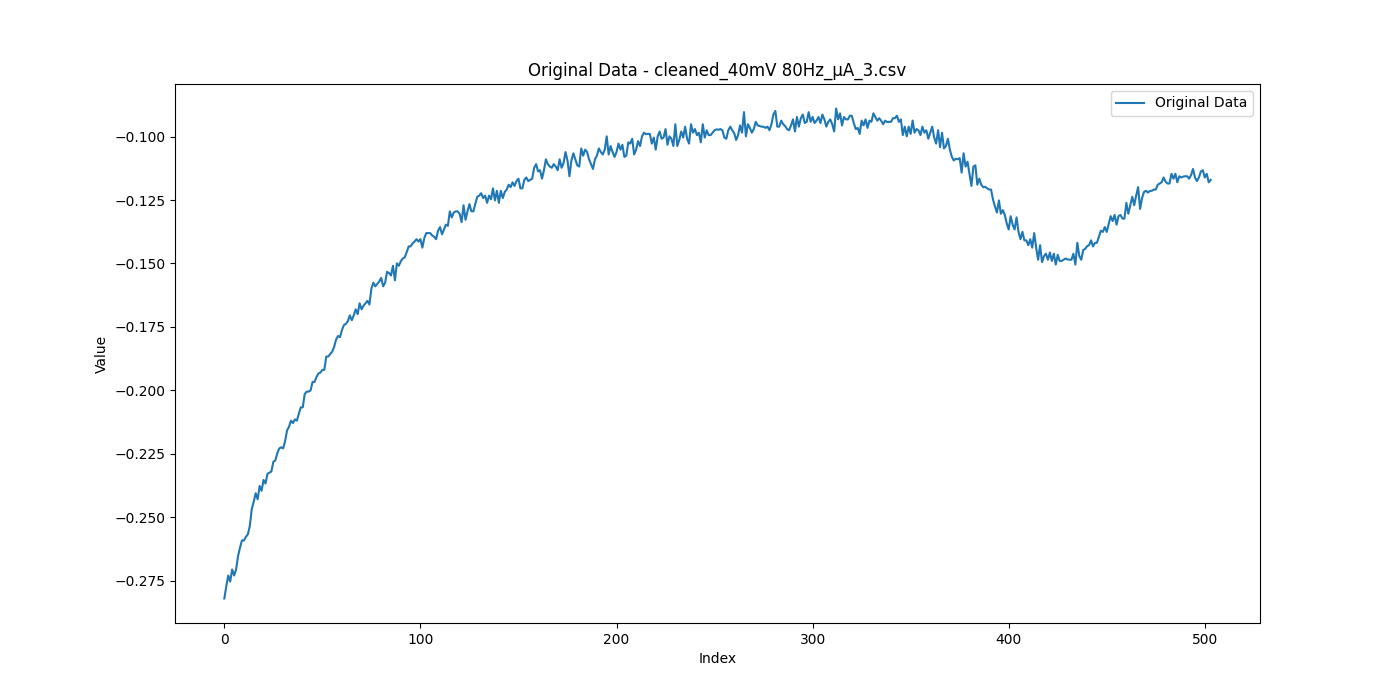 Original Data - cleaned_40mV 80Hz_μA_3.csv
Original Data
−0.100
−0.125
−0.150
−0.175
−0.200
−0.225
−0.250
−0.275
Value
0 100 200 300 400 500
Index